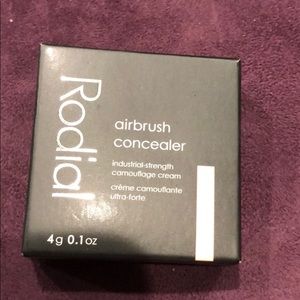 Rodial
airbrush
concealer
industrial-strength
camouflage cream
crème camouflante
ultra-forte
4g 0.1oz